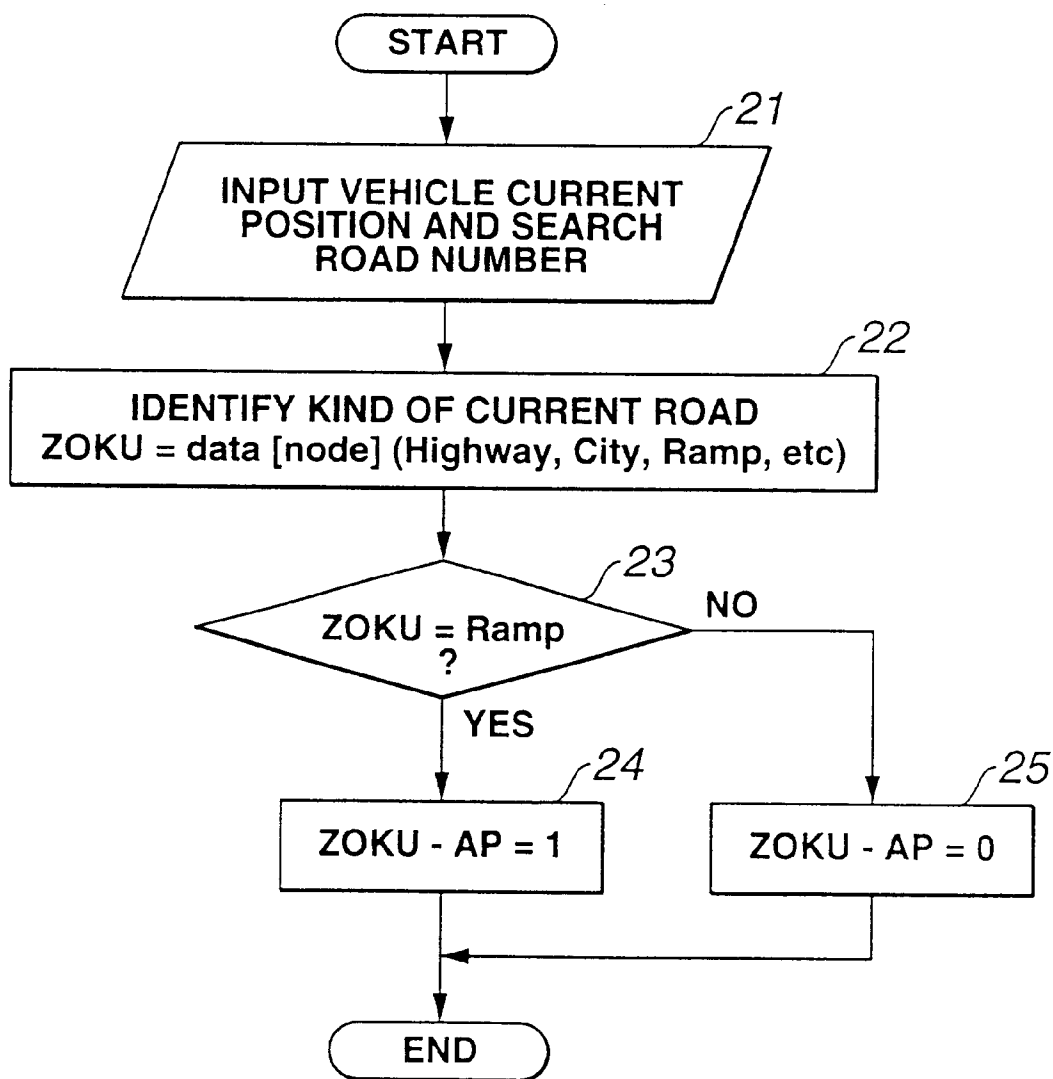 START
21
INPUT VEHICLE CURRENT
POSITION AND SEARCH
ROAD NUMBER
22
IDENTIFY KIND OF CURRENT ROAD
ZOKU = data [node] (Highway, City, Ramp, etc)
23
ZOKU = Ramp
?
NO
YES
24
ZOKU - AP = 1
25
ZOKU - AP = 0
END